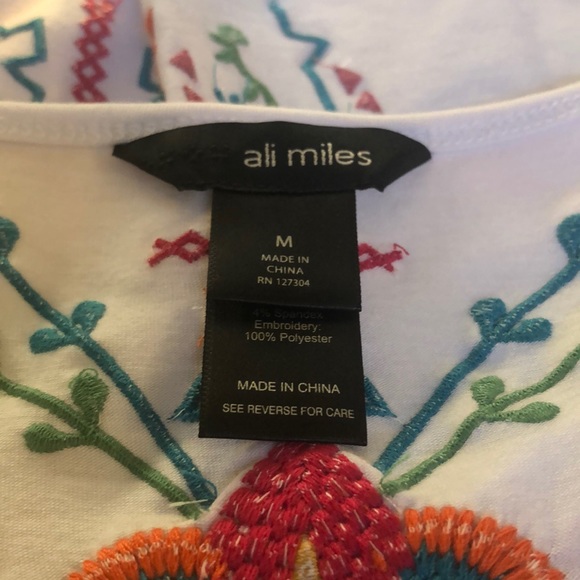 ali miles
M
MADE IN
CHINA
RN 127304
4% Spandex
Embroidery:
100% Polyester
MADE IN CHINA
SEE REVERSE FOR CARE